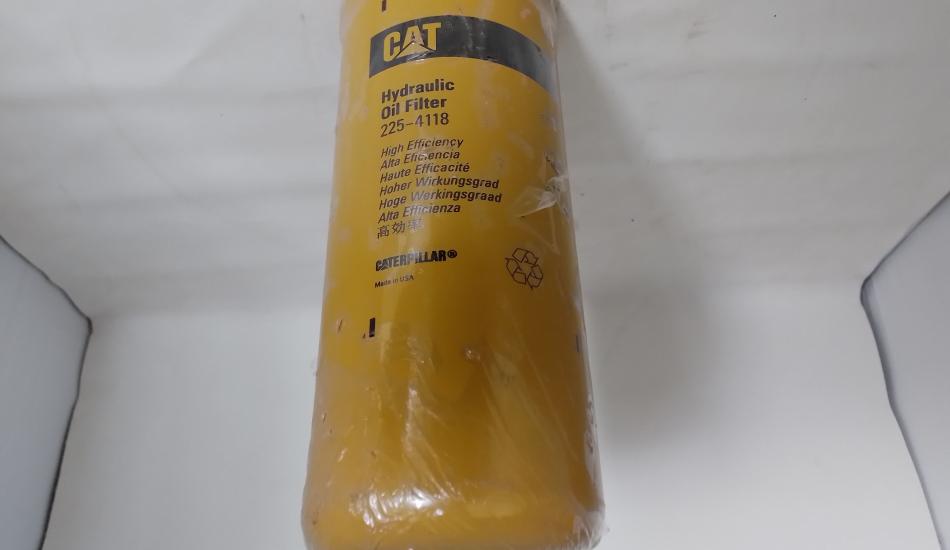 CAT
Hydraulic
Oil Filter
225-4118
High Efficiency
Alta Eficiencia
Haute Efficacité
Hoher Wirkungsgrad
Hoge Werkingsgraad
Alta Efficienza
高効率
CATERPILLAR®
Made in USA